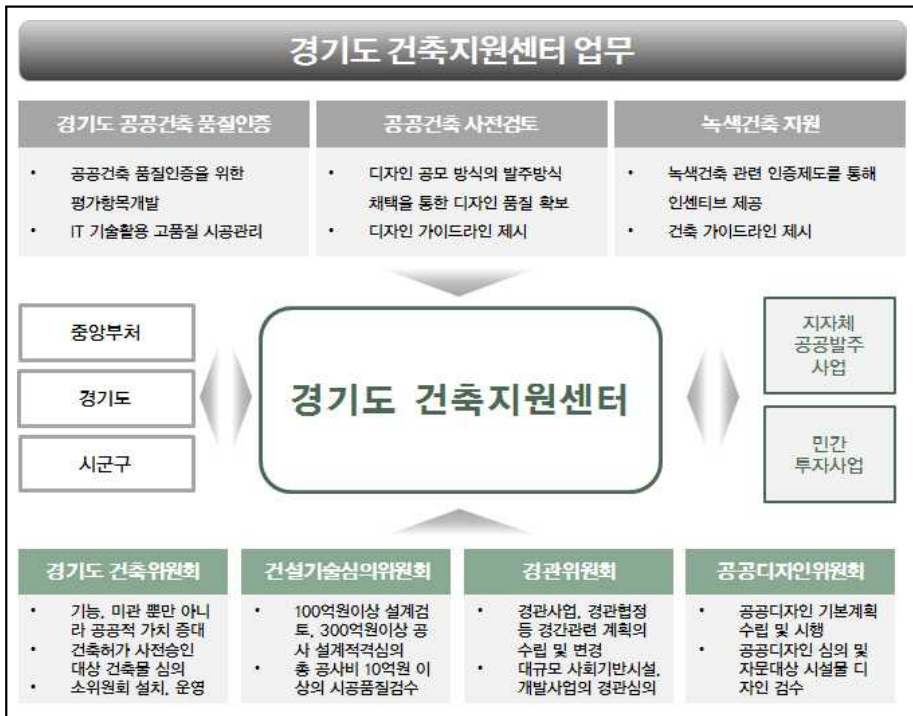 경기도 건축지원센터 업무
경기도 공공건축 품질인증
• 공공건축 품질인증을 위한
평가항목개발
• IT 기술활용 고품질 시공관리
공공건축 사전검토
• 디자인 공모 방식의 발주방식
채택을 통한 디자인 품질 확보
• 디자인 가이드라인 제시
녹색건축 지원
• 녹색건축 관련 인증제도를 통해
인센티브 제공
• 건축 가이드라인 제시
중앙부처
경기도
시군구
경기도 건축지원센터
지자체
공공발주
사업
민간
투자사업
경기도 건축위원회
• 기능, 미관 뿐만 아니
라 공공적 가치 증대
• 건축허가 사전승인
대상 건축물 심의
• 소위원회 설치, 운영
건설기술심의위원회
• 100억원이상 설계검
토, 300억원이상 공
사 설계적격심의
• 총 공사비 10억원 이
상의 시공품질검수
경관위원회
• 경관사업, 경관협정
등 경간관련 계획의
수립 및 변경
• 대규모 사회기반시설,
개발사업의 경관심의
공공디자인위원회
• 공공디자인 기본계획
수립 및 시행
• 공공디자인 심의 및
자문대상 시설물 디
자인 검수